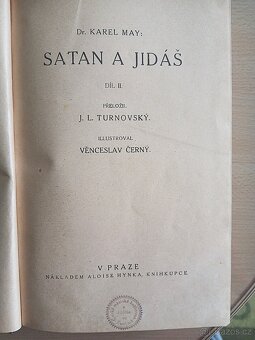 Dr. KAREL MAY:
SATAN A JIDÁŠ
DÍL II.
PŘELOŽIL
J. L. TURNOVSKÝ.
ILLUSTROVAL
VĚNCESLAV ČERNÝ.
V PRAZE
NÁKLADEM ALOISE HYNKA, KNIHKUPCE